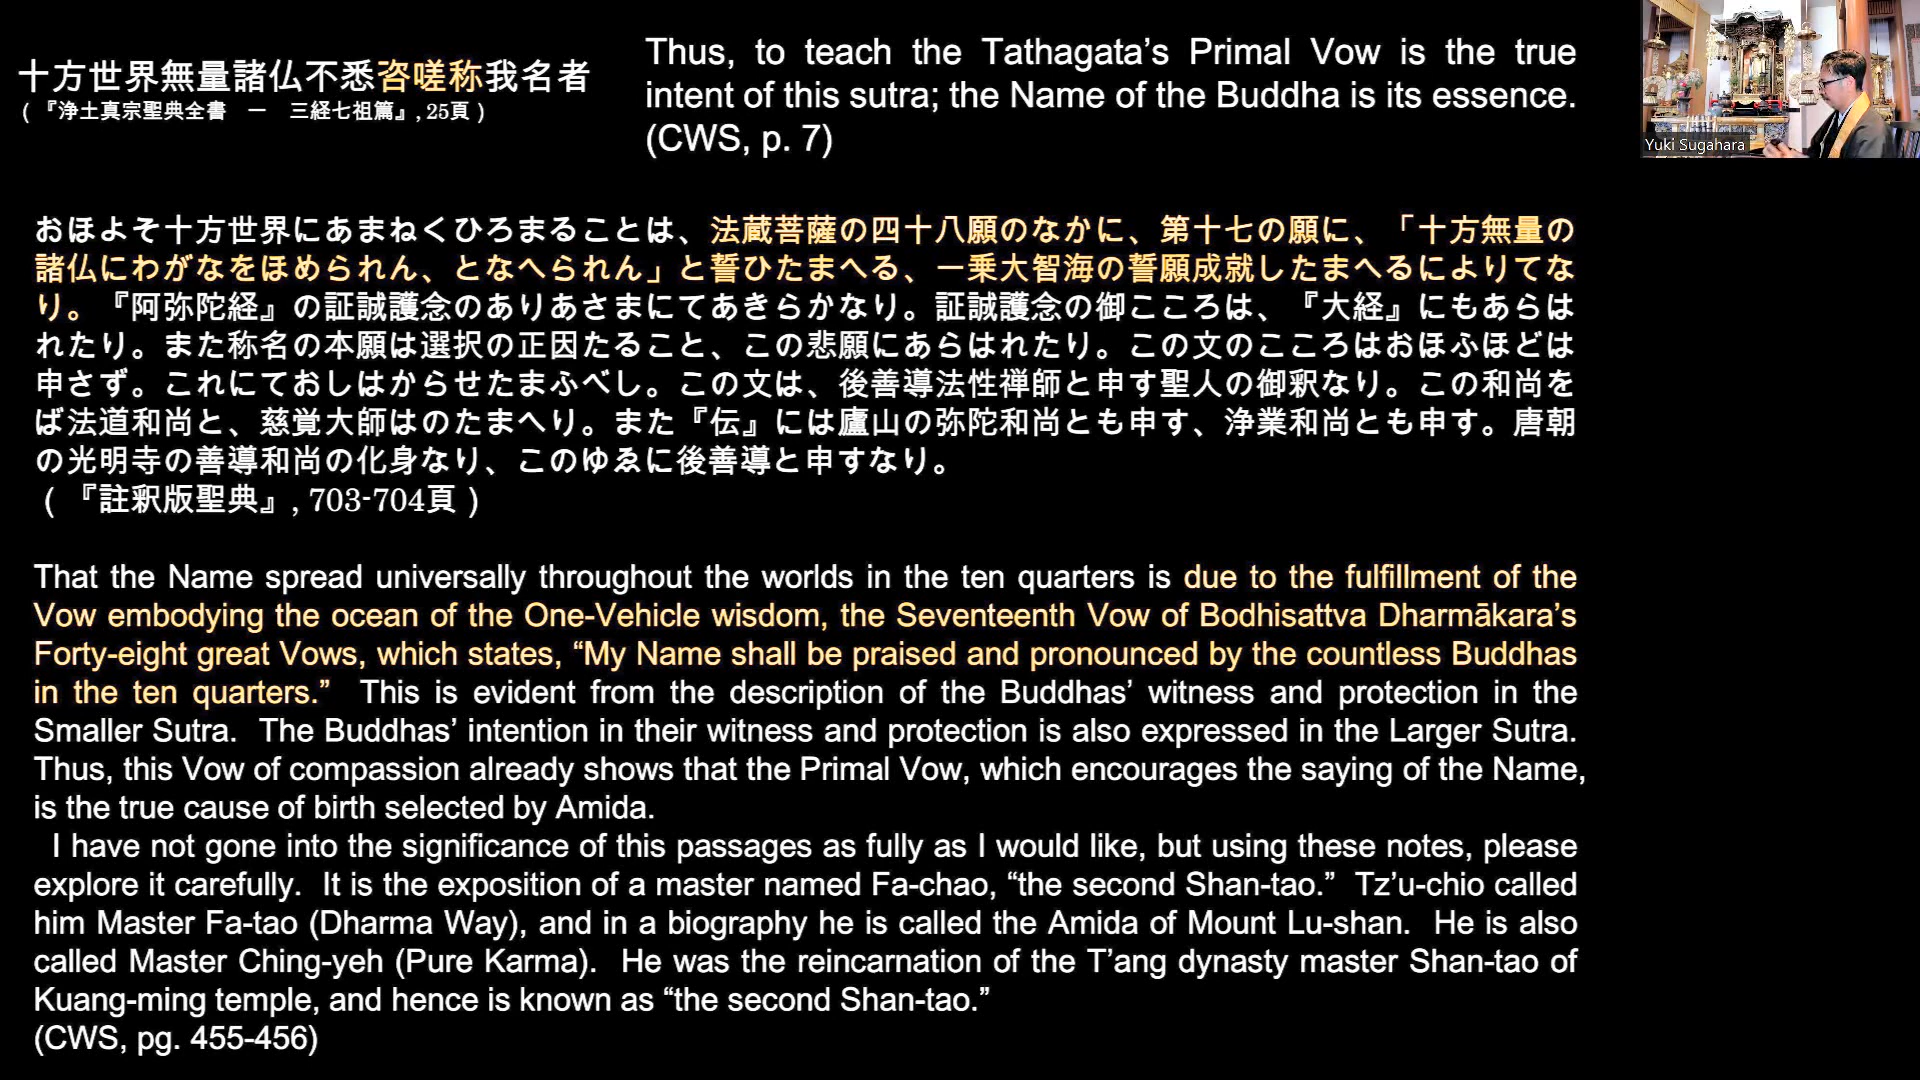 十方世界無量諸仏不悉咨嗟称我名者
(『浄土真宗聖典全書　一　三経七祖篇』, 25頁)
Thus, to teach the Tathagata’s Primal Vow is the true
intent of this sutra; the Name of the Buddha is its essence.
(CWS, p. 7)
Yuki Sugahara
おほよそ十方世界にあまねくひろまることは、法蔵菩薩の四十八願のなかに、第十七の願に、「十方無量の
諸仏にわがなをほめられん、となへられん」と誓ひたまへる、一乗大智海の誓願成就したまへるによりてな
り。『阿弥陀経』の証誠護念のありあさまにてあきらかなり。証誠護念の御こころは、『大経』にもあらは
れたり。また称名の本願は選択の正因たること、この悲願にあらはれたり。この文のこころはおほふほどは
申さず。これにておしはからせたまふべし。この文は、後善導法性禅師と申す聖人の御釈なり。この和尚を
ば法道和尚と、慈覚大師はのたまへり。また『伝』には廬山の弥陀和尚とも申す、浄業和尚とも申す。唐朝
の光明寺の善導和尚の化身なり、このゆゑに後善導と申すなり。
(『註釈版聖典』, 703-704頁)
That the Name spread universally throughout the worlds in the ten quarters is due to the fulfillment of the
Vow embodying the ocean of the One-Vehicle wisdom, the Seventeenth Vow of Bodhisattva Dharmākara’s
Forty-eight great Vows, which states, “My Name shall be praised and pronounced by the countless Buddhas
in the ten quarters.” This is evident from the description of the Buddhas’ witness and protection in the
Smaller Sutra. The Buddhas’ intention in their witness and protection is also expressed in the Larger Sutra.
Thus, this Vow of compassion already shows that the Primal Vow, which encourages the saying of the Name,
is the true cause of birth selected by Amida.
I have not gone into the significance of this passages as fully as I would like, but using these notes, please
explore it carefully. It is the exposition of a master named Fa-chao, “the second Shan-tao.” Tz’u-chio called
him Master Fa-tao (Dharma Way), and in a biography he is called the Amida of Mount Lu-shan. He is also
called Master Ching-yeh (Pure Karma). He was the reincarnation of the T’ang dynasty master Shan-tao of
Kuang-ming temple, and hence is known as “the second Shan-tao.”
(CWS, pg. 455-456)